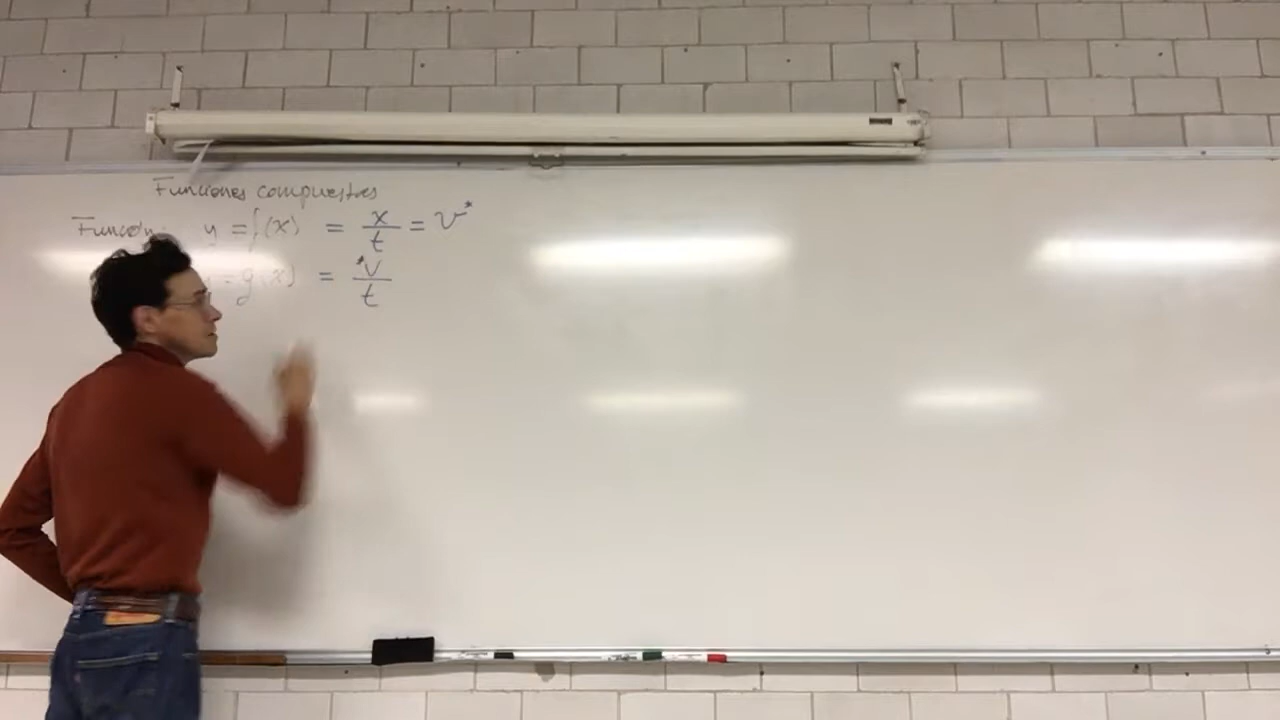 Funciones compuestas
Función: y = f(x) = x/t = v*
= g(x) = *v/t